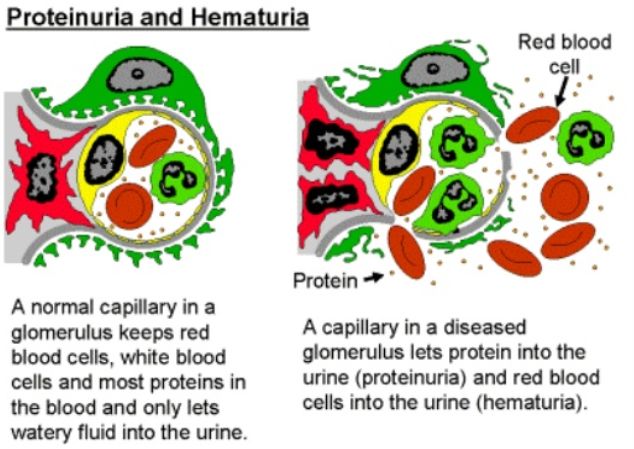 Proteinuria and Hematuria
Red blood
cell
Protein
A normal capillary in a
glomerulus keeps red
blood cells, white blood
cells and most proteins in
the blood and only lets
watery fluid into the urine.
A capillary in a diseased
glomerulus lets protein into the
urine (proteinuria) and red blood
cells into the urine (hematuria).